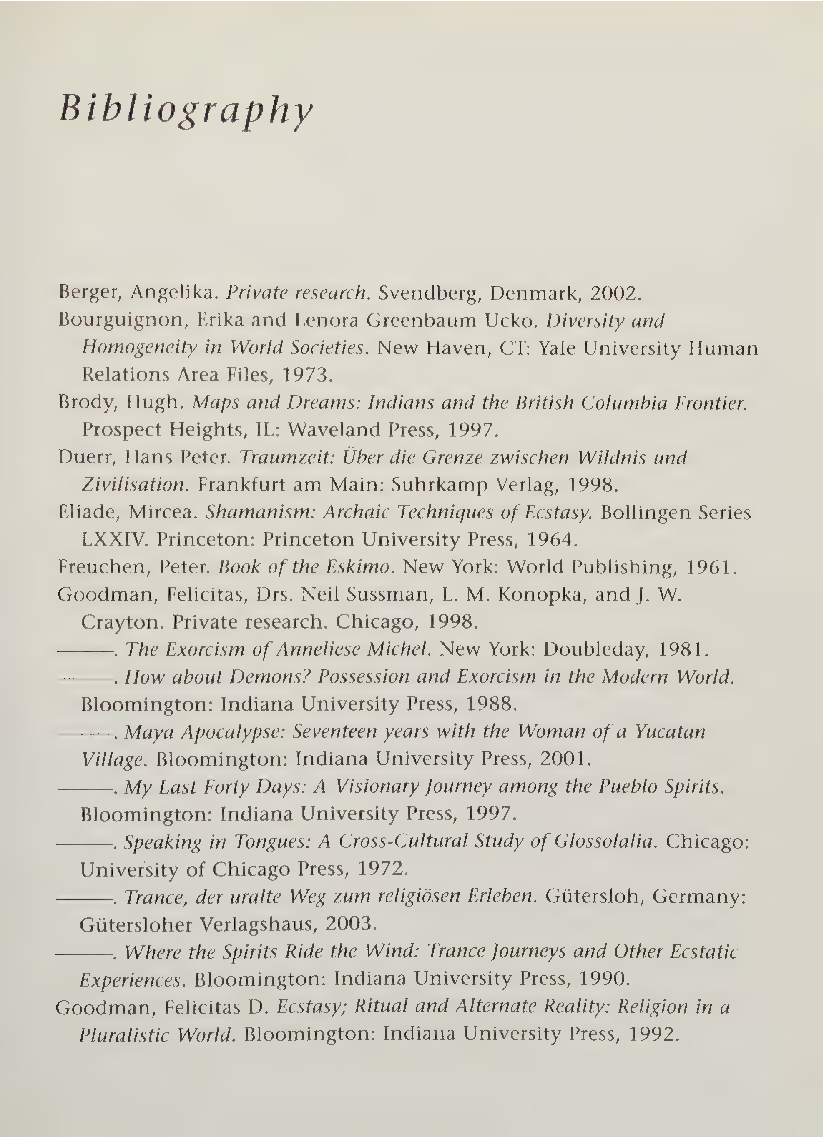 Bibliography
Berger, Angelika. Private research. Svendberg, Denmark, 2002.
Bourguignon, Erika and Lenora Greenbaum Ucko. Diversity and
Homogeneity in World Societies. New Haven, CT: Yale University Human
Relations Area Files, 1973.
Brody, Hugh. Maps and Dreams: Indians and the British Columbia Frontier.
Prospect Heights, IL: Waveland Press, 1997.
Duerr, Hans Peter. Traumzeit: Über die Grenze zwischen Wildnis und
Zivilisation. Frankfurt am Main: Suhrkamp Verlag, 1998.
Eliade, Mircea. Shamanism: Archaic Techniques of Ecstasy. Bollingen Series
LXXIV. Princeton: Princeton University Press, 1964.
Freuchen, Peter. Book of the Eskimo. New York: World Publishing, 1961.
Goodman, Felicitas, Drs. Neil Sussman, L. M. Konopka, and J. W.
Crayton. Private research. Chicago, 1998.
———. The Exorcism of Anneliese Michel. New York: Doubleday, 1981.
———. How about Demons? Possession and Exorcism in the Modern World.
Bloomington: Indiana University Press, 1988.
———. Maya Apocalypse: Seventeen years with the Woman of a Yucatan
Village. Bloomington: Indiana University Press, 2001.
———. My Last Forty Days: A Visionary Journey among the Pueblo Spirits.
Bloomington: Indiana University Press, 1997.
———. Speaking in Tongues: A Cross-Cultural Study of Glossolalia. Chicago:
University of Chicago Press, 1972.
———. Trance, der uralte Weg zum religiösen Erleben. Gütersloh, Germany:
Gütersloher Verlagshaus, 2003.
———. Where the Spirits Ride the Wind: Trance Journeys and Other Ecstatic
Experiences. Bloomington: Indiana University Press, 1990.
Goodman, Felicitas D. Ecstasy; Ritual and Alternate Reality: Religion in a
Pluralistic World. Bloomington: Indiana University Press, 1992.